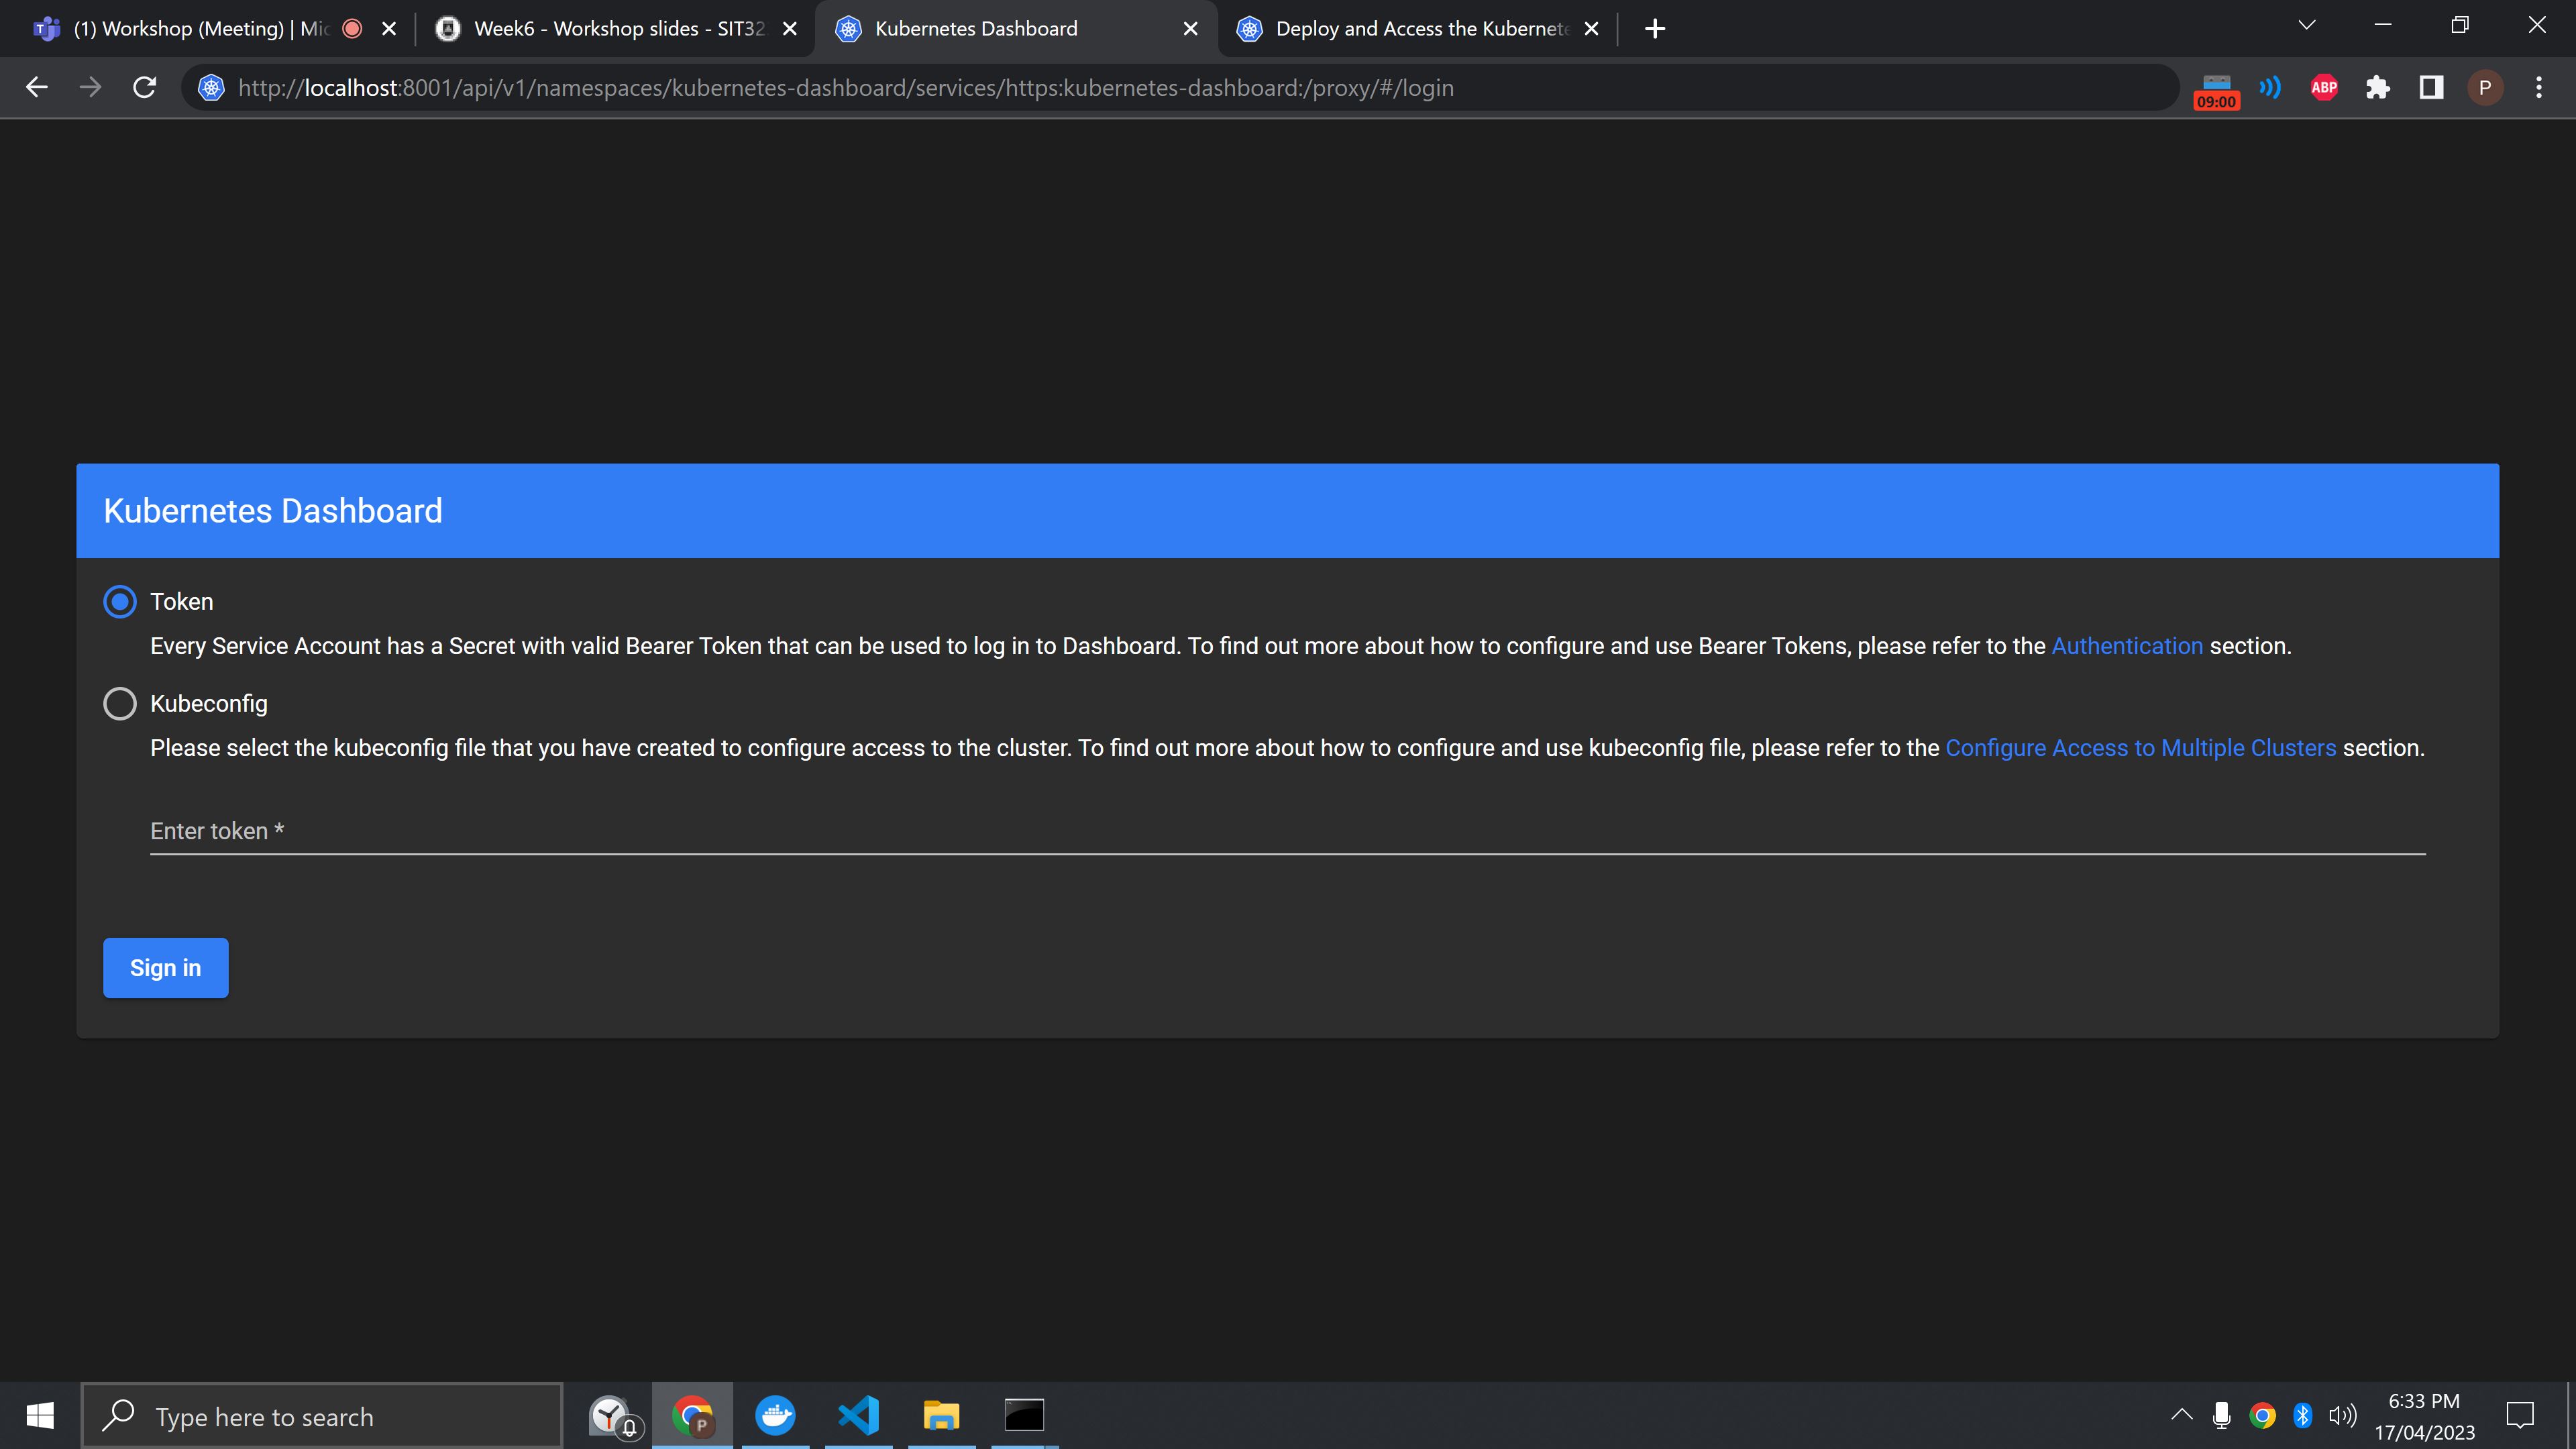 (1) Workshop (Meeting) | Mic
Week6 - Workshop slides - SIT32
Kubernetes Dashboard
Deploy and Access the Kubernete
http://localhost:8001/api/v1/namespaces/kubernetes-dashboard/services/https:kubernetes-dashboard:/proxy/#/login
09:00
ABP
P
Kubernetes Dashboard
Token
Every Service Account has a Secret with valid Bearer Token that can be used to log in to Dashboard. To find out more about how to configure and use Bearer Tokens, please refer to the Authentication section.
Kubeconfig
Please select the kubeconfig file that you have created to configure access to the cluster. To find out more about how to configure and use kubeconfig file, please refer to the Configure Access to Multiple Clusters section.
Enter token *
Sign in
Type here to search
P
6:33 PM
17/04/2023